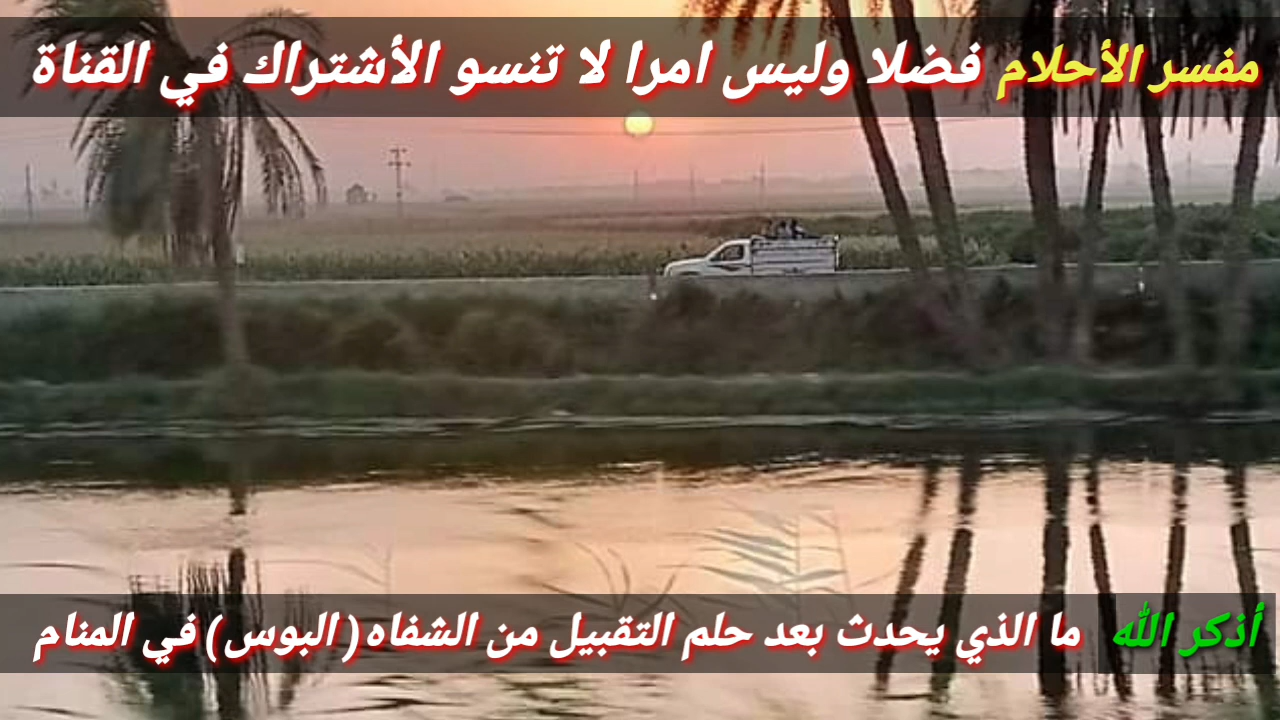 مفسر الأحلام فضلا وليس امرا لا تنسو الأشتراك في القناة
أذكر الله ما الذي يحدث بعد حلم التقبيل من الشفاه (البوس) في المنام